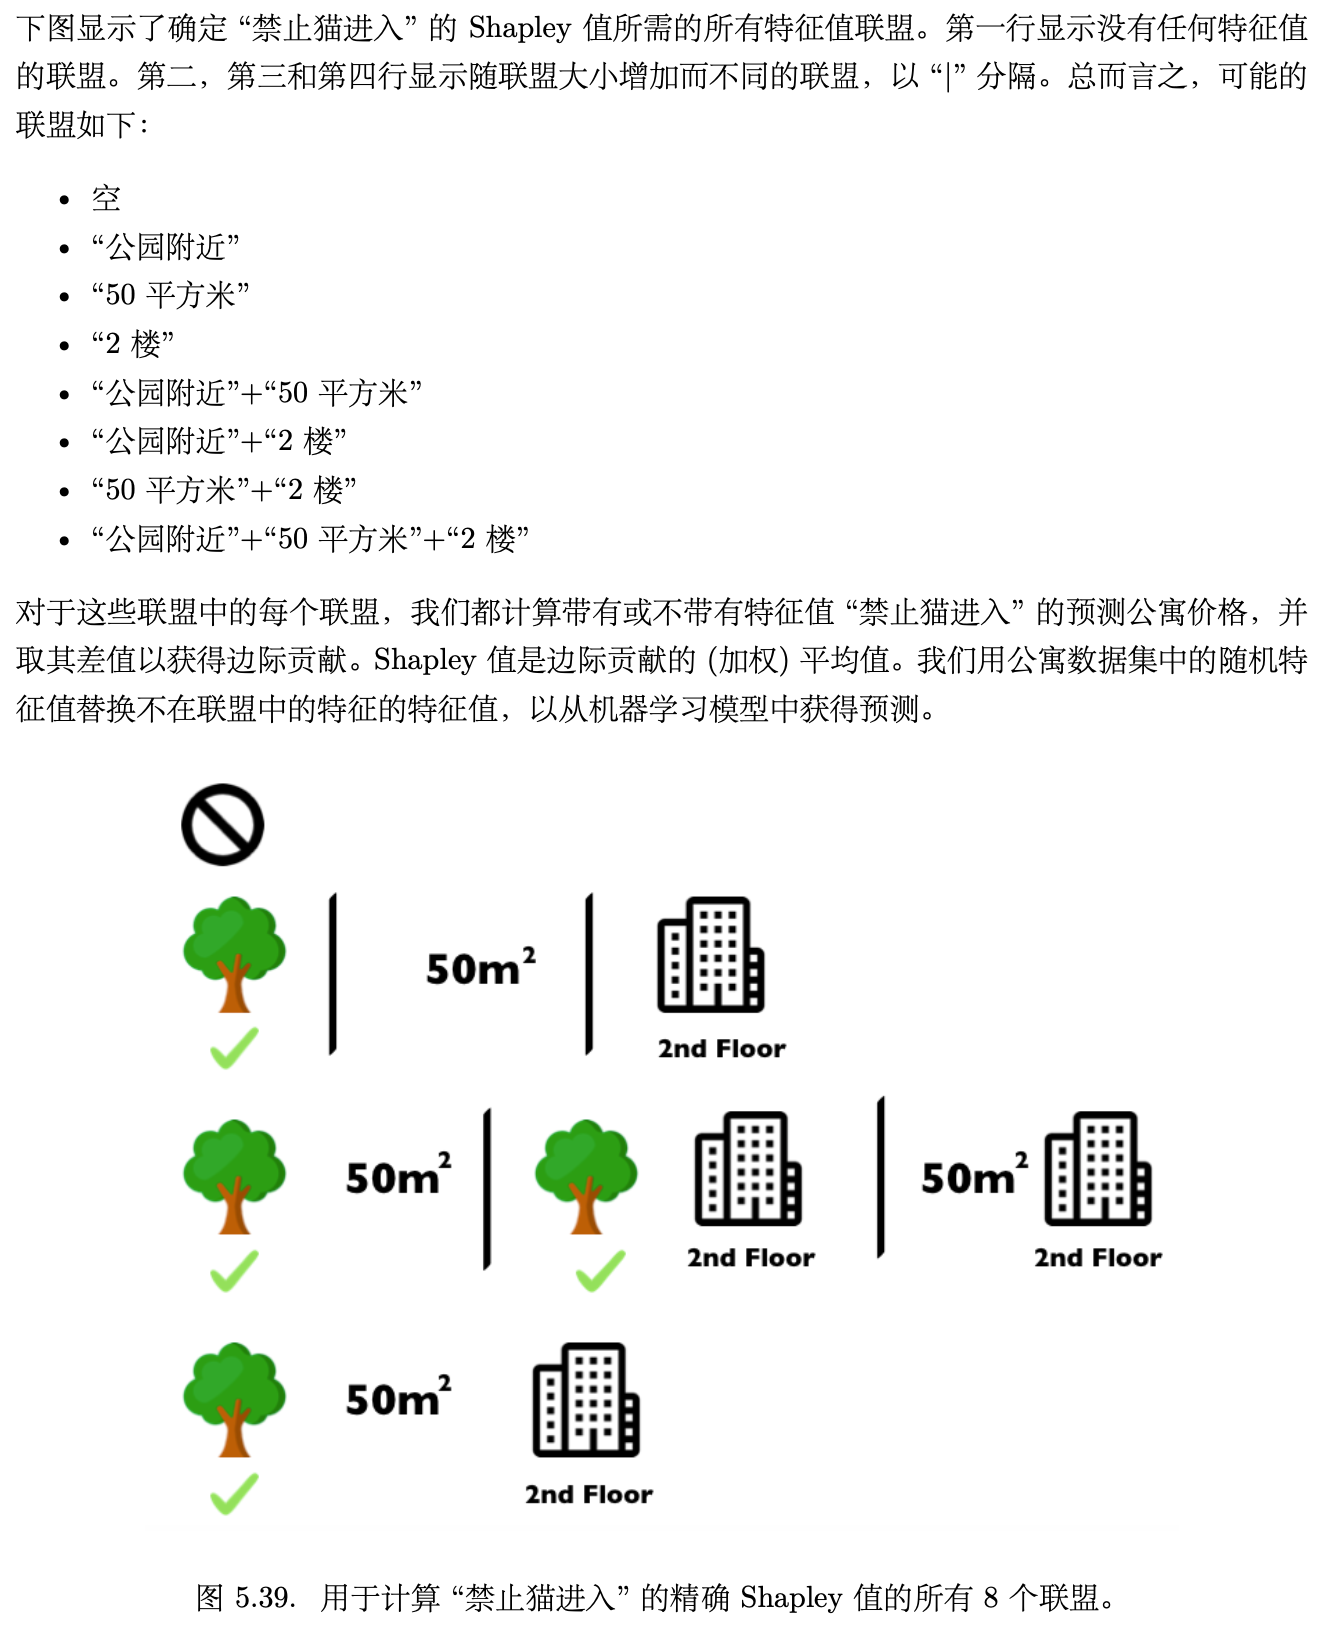 下图显示了确定 “禁止猫进入” 的 Shapley 值所需的所有特征值联盟。第一行显示没有任何特征值
的联盟。第二，第三和第四行显示随联盟大小增加而不同的联盟，以 “|” 分隔。总而言之，可能的
联盟如下：
• 空
• “公园附近”
• “50 平方米”
• “2 楼”
• “公园附近”+“50 平方米”
• “公园附近”+“2 楼”
• “50 平方米”+“2 楼”
• “公园附近”+“50 平方米”+“2 楼”
对于这些联盟中的每个联盟，我们都计算带有或不带有特征值 “禁止猫进入” 的预测公寓价格，并
取其差值以获得边际贡献。Shapley 值是边际贡献的 (加权) 平均值。我们用公寓数据集中的随机特
征值替换不在联盟中的特征的特征值，以从机器学习模型中获得预测。
50m²
2nd Floor
50m²
50m²
2nd Floor
2nd Floor
50m²
2nd Floor
图 5.39. 用于计算 “禁止猫进入” 的精确 Shapley 值的所有 8 个联盟。